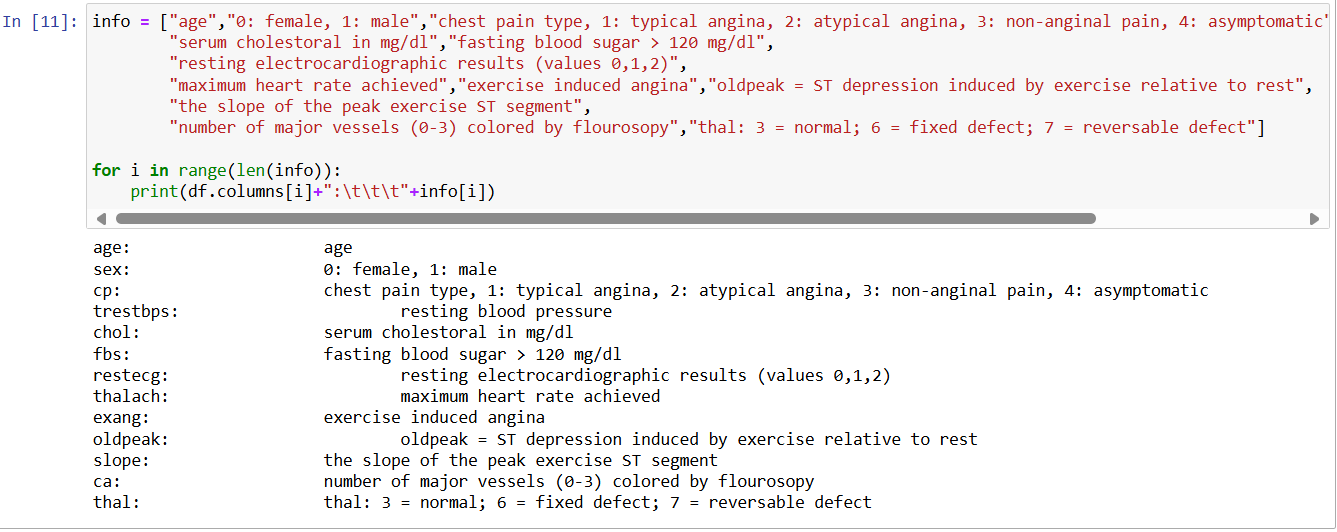 In [11]: info = ["age","0: female, 1: male","chest pain type, 1: typical angina, 2: atypical angina, 3: non-anginal pain, 4: asymptomatic"
"serum cholestoral in mg/dl","fasting blood sugar > 120 mg/dl",
"resting electrocardiographic results (values 0,1,2)",
"maximum heart rate achieved","exercise induced angina","oldpeak = ST depression induced by exercise relative to rest",
"the slope of the peak exercise ST segment",
"number of major vessels (0-3) colored by flourosopy","thal: 3 = normal; 6 = fixed defect; 7 = reversable defect"]
for i in range(len(info)):
print(df.columns[i]+":\t\t\t"+info[i])
age: age
sex: 0: female, 1: male
cp: chest pain type, 1: typical angina, 2: atypical angina, 3: non-anginal pain, 4: asymptomatic
trestbps: resting blood pressure
chol: serum cholestoral in mg/dl
fbs: fasting blood sugar > 120 mg/dl
restecg: resting electrocardiographic results (values 0,1,2)
thalach: maximum heart rate achieved
exang: exercise induced angina
oldpeak: oldpeak = ST depression induced by exercise relative to rest
slope: the slope of the peak exercise ST segment
ca: number of major vessels (0-3) colored by flourosopy
thal: thal: 3 = normal; 6 = fixed defect; 7 = reversable defect